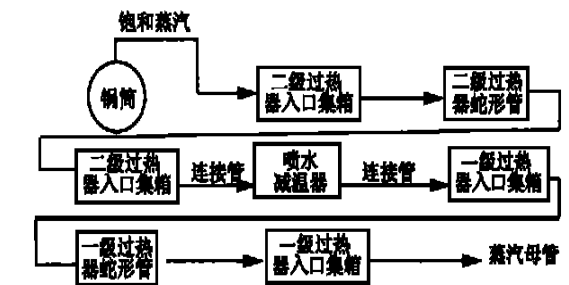 饱和蒸汽
锅筒
二级过热
器入口集箱
二级过热
器蛇形管
二级过热
器入口集箱
连接管
喷水
减温器
连接管
一级过热
器入口集箱
一级过热
器蛇形管
一级过热
器入口集箱
蒸汽母管